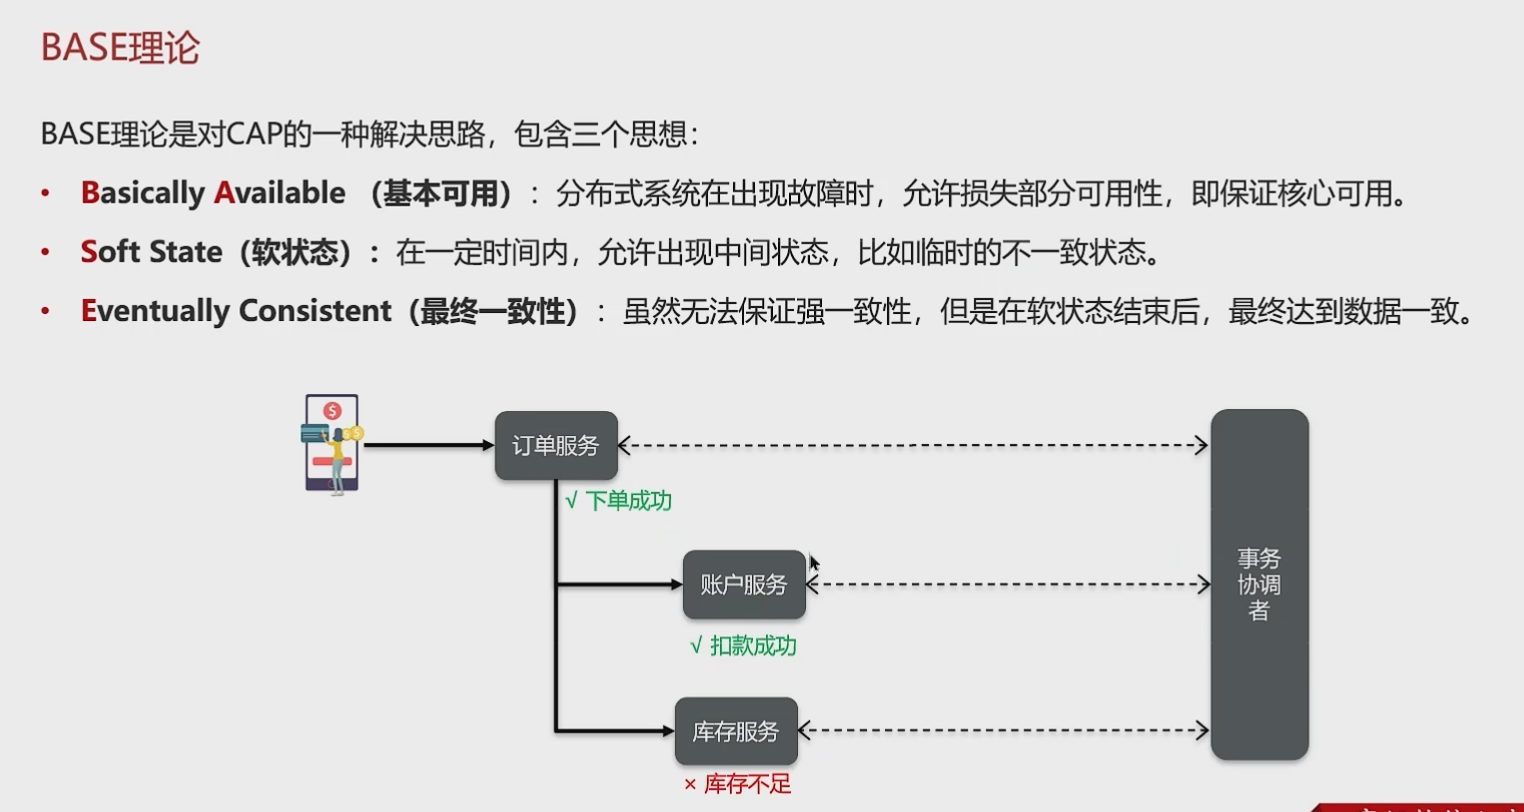 BASE理论
BASE理论是对CAP的一种解决思路，包含三个思想：
• Basically Available （基本可用）：分布式系统在出现故障时，允许损失部分可用性，即保证核心可用。
• Soft State（软状态）：在一定时间内，允许出现中间状态，比如临时的不一致状态。
• Eventually Consistent（最终一致性）：虽然无法保证强一致性，但是在软状态结束后，最终达到数据一致。
订单服务
√ 下单成功
账户服务
√ 扣款成功
事务
协调
者
库存服务
× 库存不足